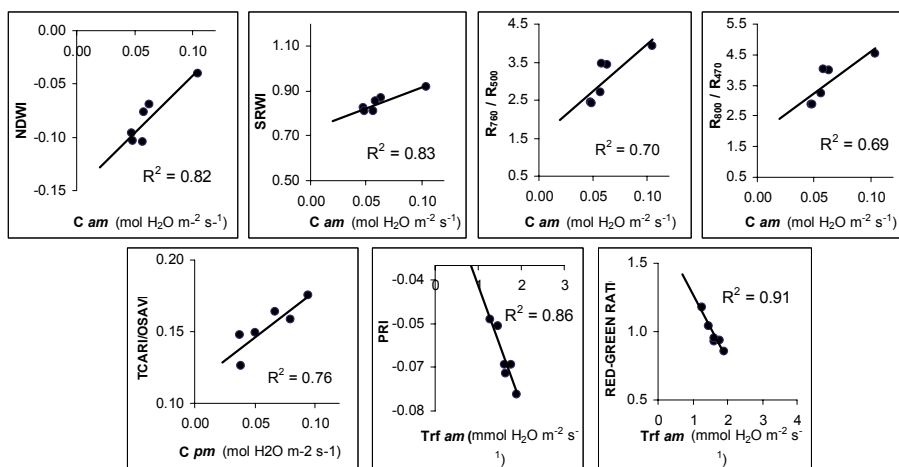 0.00
0.00 0.05 0.10 0.15
-0.05
-0.10
-0.15
NDWI
R² = 0.82
C am (mol H₂O m-² s-¹)
1.10
0.90
0.70
0.50
0.00 0.05 0.10 0.15
SRWI
R² = 0.83
C am (mol H₂O m⁻² s⁻¹)
4.5
3.5
2.5
1.5
0.5
0.00 0.05 0.10 0.15
R₇₆₀ / R₅₀₀
R² = 0.70
C am (mol H₂O m⁻² s⁻¹)
5.5
4.5
3.5
2.5
1.5
0.5
0.00 0.05 0.10 0.15
R₈₀₀ / R₄₇₀
R² = 0.69
C am (mol H₂O m⁻² s⁻¹)
0.20
0.15
0.10
0.00 0.05 0.10
TCARI/OSAVI
R² = 0.76
C pm (mol H2O m-2 s-1)
-0.04
0 1 2 3
-0.05
-0.07
-0.08
PRI
R² = 0.86
Trf am (mmol H₂O m⁻² s⁻
¹)
1.5
1.0
0.5
0 1 2 3 4
RED-GREEN RATI
R² = 0.91
Trf am (mmol H₂O m⁻² s⁻
¹)